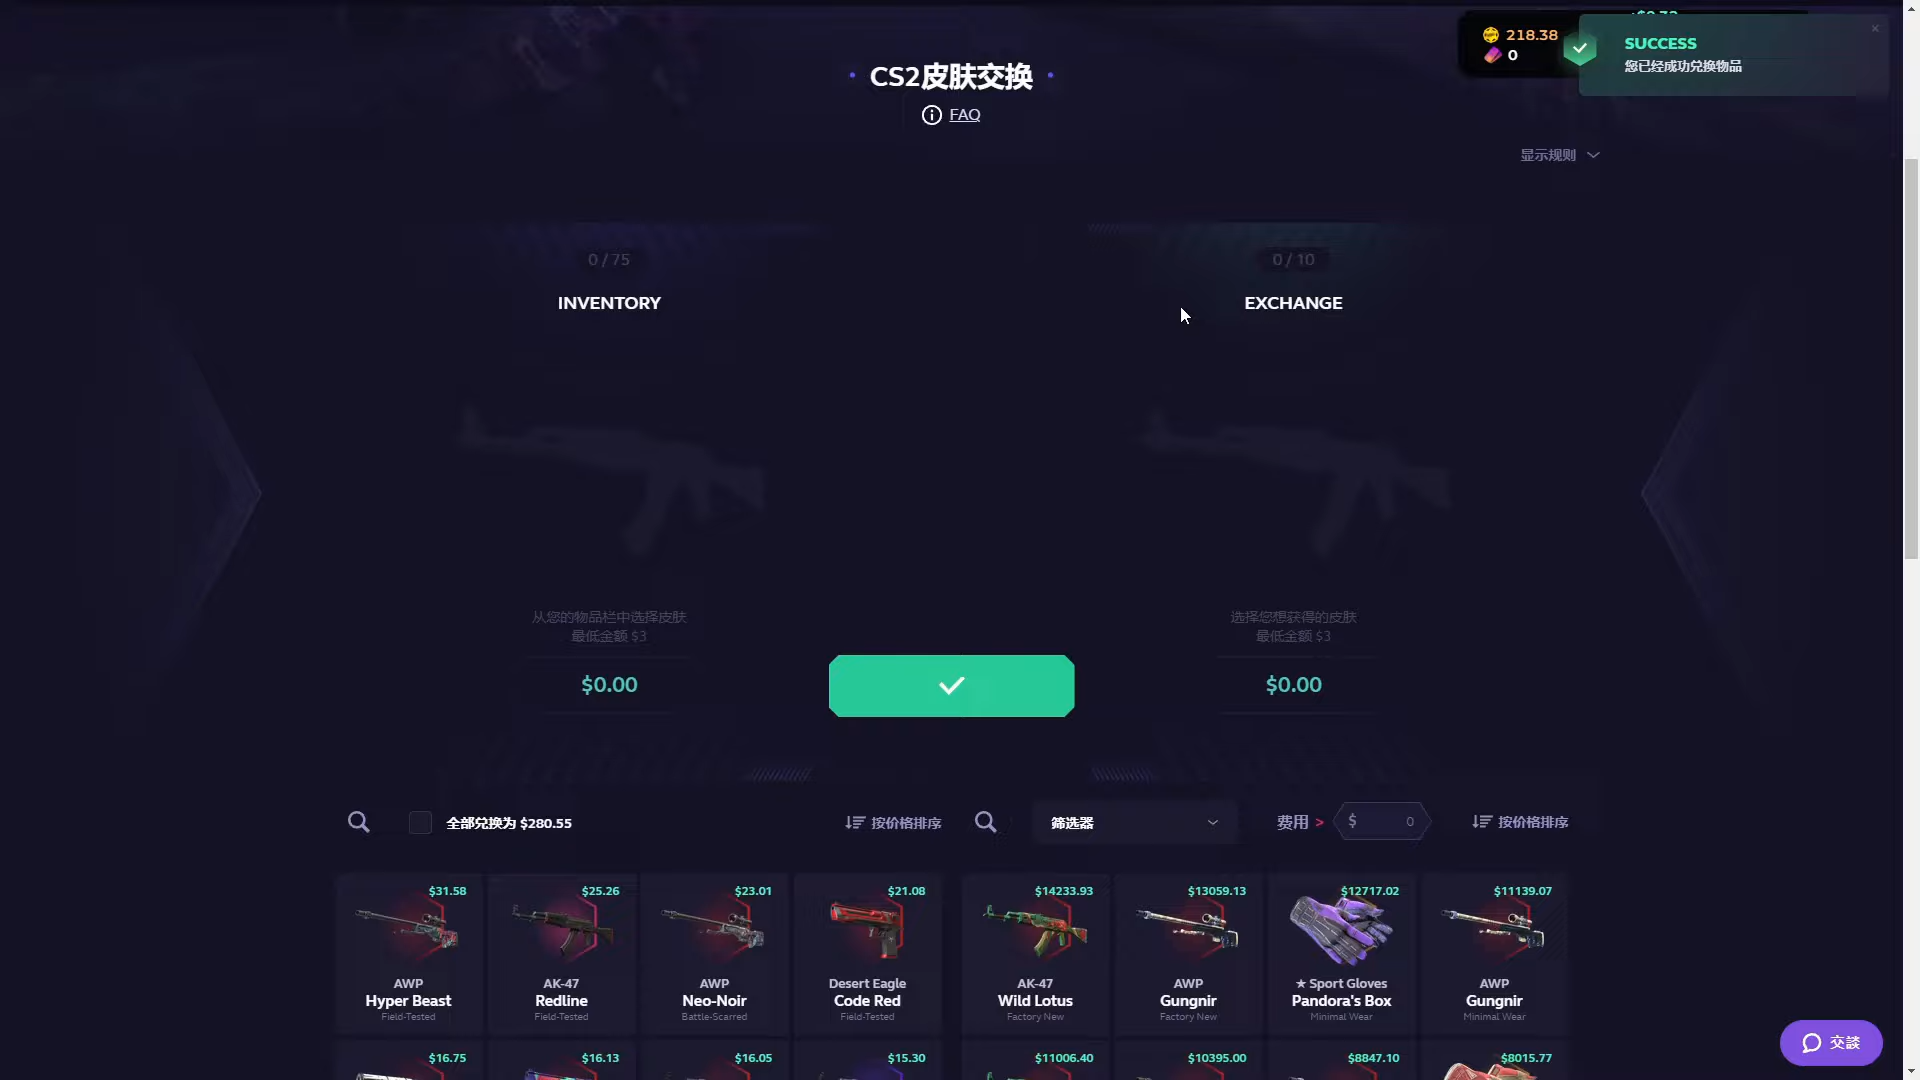 218.38
0
SUCCESS
您已经成功兑换物品
CS2皮肤交换
FAQ
显示规则
0 / 75
INVENTORY
0 / 10
EXCHANGE
从您的物品栏中选择皮肤
最低金额 $3
$0.00
选择您想获得的皮肤
最低金额 $3
$0.00
全部兑换为 $280.55
按价格排序
筛选器
费用 >
$ 0
按价格排序
$31.58
AWP
Hyper Beast
Field-Tested
$25.26
AK-47
Redline
Field-Tested
$23.01
AWP
Neo-Noir
Battle-Scarred
$21.08
Desert Eagle
Code Red
Field-Tested
$14233.93
AK-47
Wild Lotus
Factory New
$13059.13
AWP
Gungnir
Factory New
$12717.02
★ Sport Gloves
Pandora's Box
Minimal Wear
$11139.07
AWP
Gungnir
Minimal Wear
$16.75
$16.13
$16.05
$15.30
$11006.40
$10395.00
$8847.10
$8015.77
交談